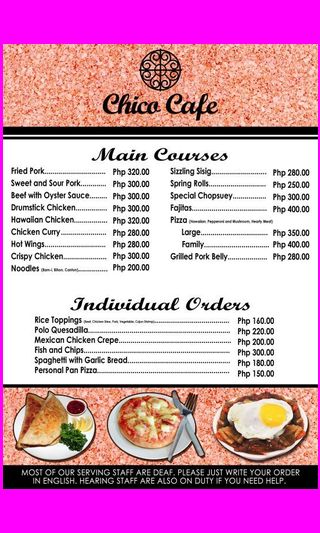 Chico Cafe
Main Courses
Fried Pork............................ Php 320.00
Sweet and Sour Pork............. Php 300.00
Beef with Oyster Sauce........ Php 300.00
Drumstick Chicken............... Php 300.00
Hawaiian Chicken................ Php 320.00
Chicken Curry .................... Php 280.00
Hot Wings........................... Php 280.00
Crispy Chicken.................... Php 300.00
Noodles (Bam-i, Bihon, Canton)................ Php 200.00
Sizzling Sisig......................... Php 280.00
Spring Rolls.......................... Php 250.00
Special Chopsuey................ Php 300.00
Fajitas................................. Php 400.00
Pizza (Hawaiian, Pepperoni and Mushroom, Hearty Meat)
Large.............................. Php 350.00
Family............................ Php 400.00
Grilled Pork Belly................. Php 280.00
Individual Orders
Rice Toppings ........................................ Php 160.00
Polo Quesadilla............................................... Php 220.00
Mexican Chicken Crepe................................... Php 200.00
Fish and Chips................................................. Php 300.00
Spaghetti with Garlic Bread............................. Php 180.00
Personal Pan Pizza........................................... Php 150.00
MOST OF OUR SERVING STAFF ARE DEAF. PLEASE JUST WRITE YOUR ORDER
IN ENGLISH. HEARING STAFF ARE ALSO ON DUTY IF YOU NEED HELP.